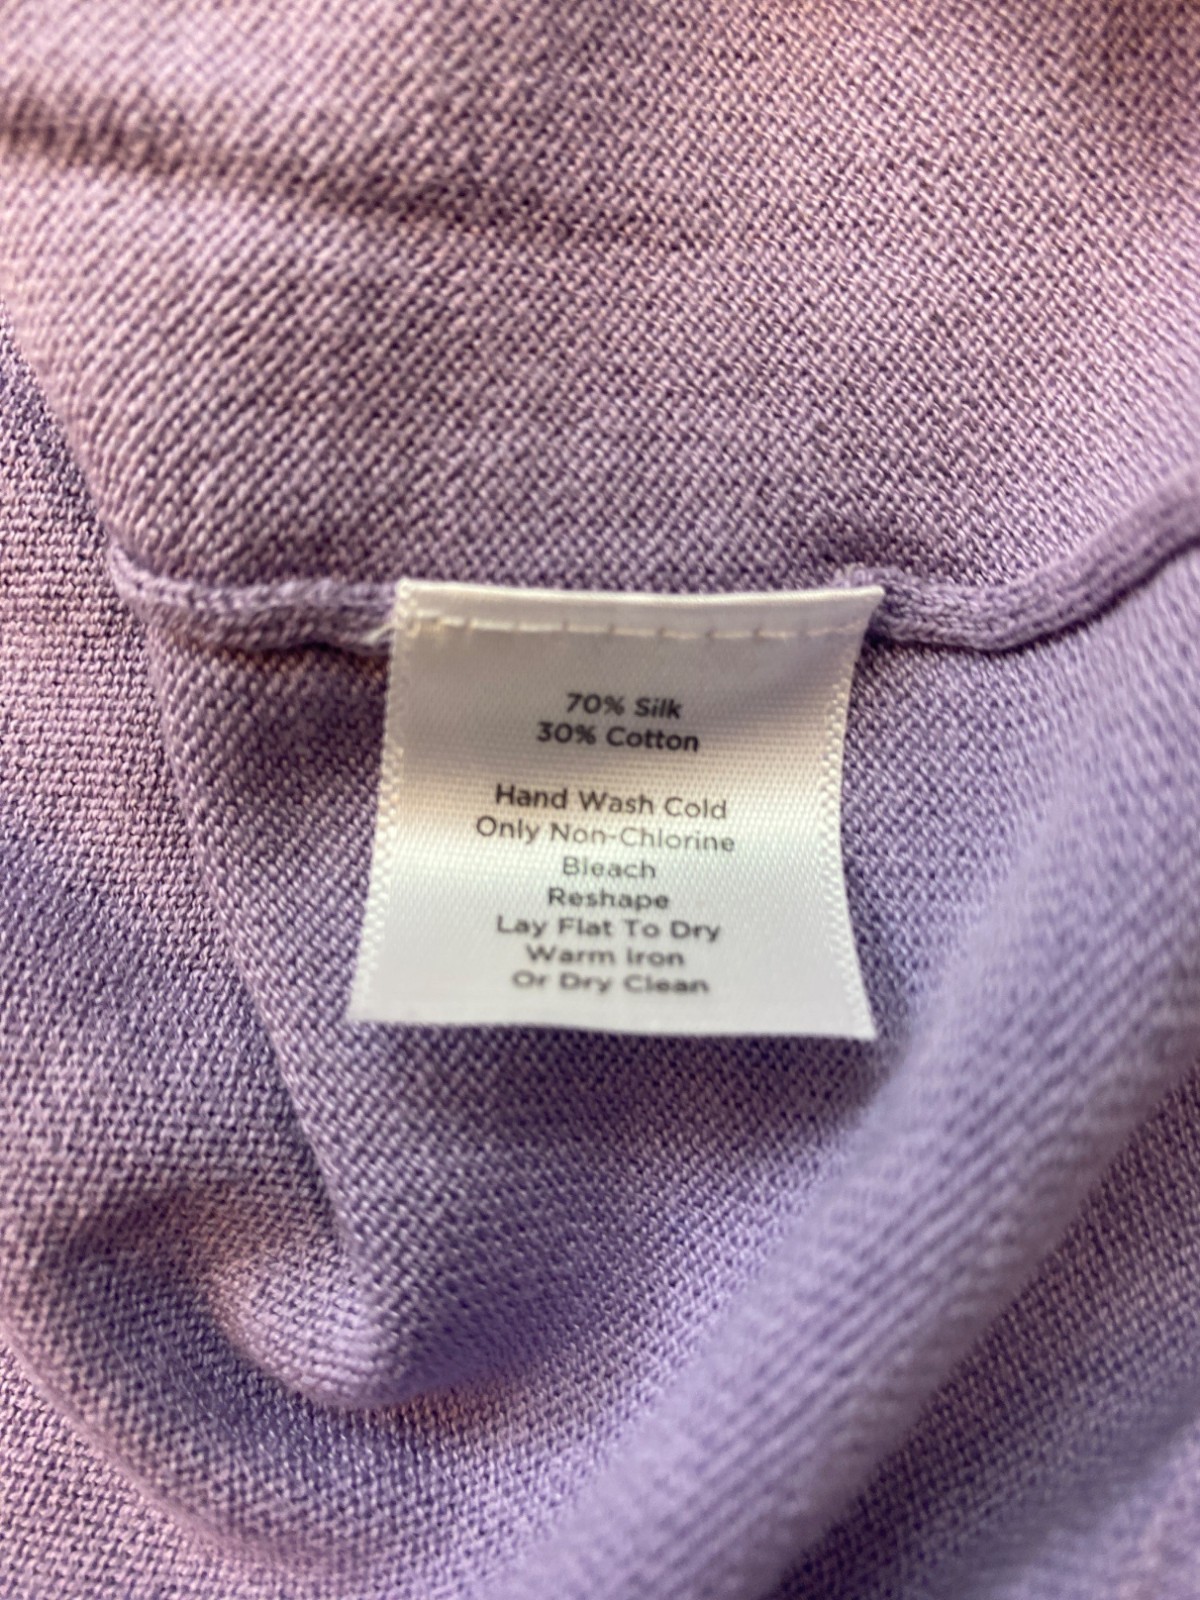 70% Silk
30% Cotton
Hand Wash Cold
Only Non-Chlorine
Bleach
Reshape
Lay Flat To Dry
Warm Iron
Or Dry Clean